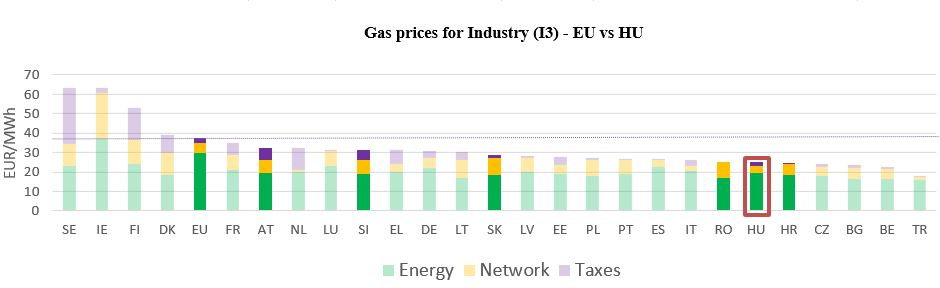 Gas prices for Industry (I3) - EU vs HU
EUR/MWh
70
60
50
40
30
20
10
0
SE IE FI DK EU FR AT NL LU SI EL DE LT SK LV EE PL PT ES IT RO HU HR CZ BG BE TR
Energy Network Taxes